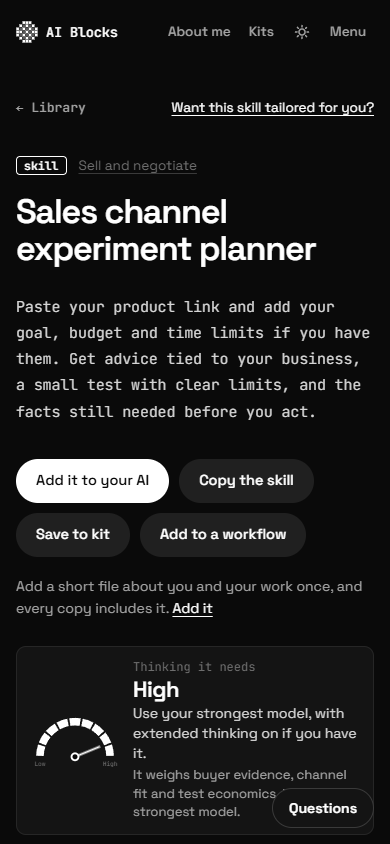 AI Blocks
About me Kits Menu
← Library
Want this skill tailored for you?
skill Sell and negotiate
Sales channel
experiment planner
Paste your product link and add your
goal, budget and time limits if you have
them. Get advice tied to your business,
a small test with clear limits, and the
facts still needed before you act.
Add it to your AI Copy the skill
Save to kit Add to a workflow
Add a short file about you and your work once, and
every copy includes it. Add it
Thinking it needs
High
Use your strongest model, with
extended thinking on if you have
it.
It weighs buyer evidence, channel
fit and test economics
strongest model.
Low High
Questions